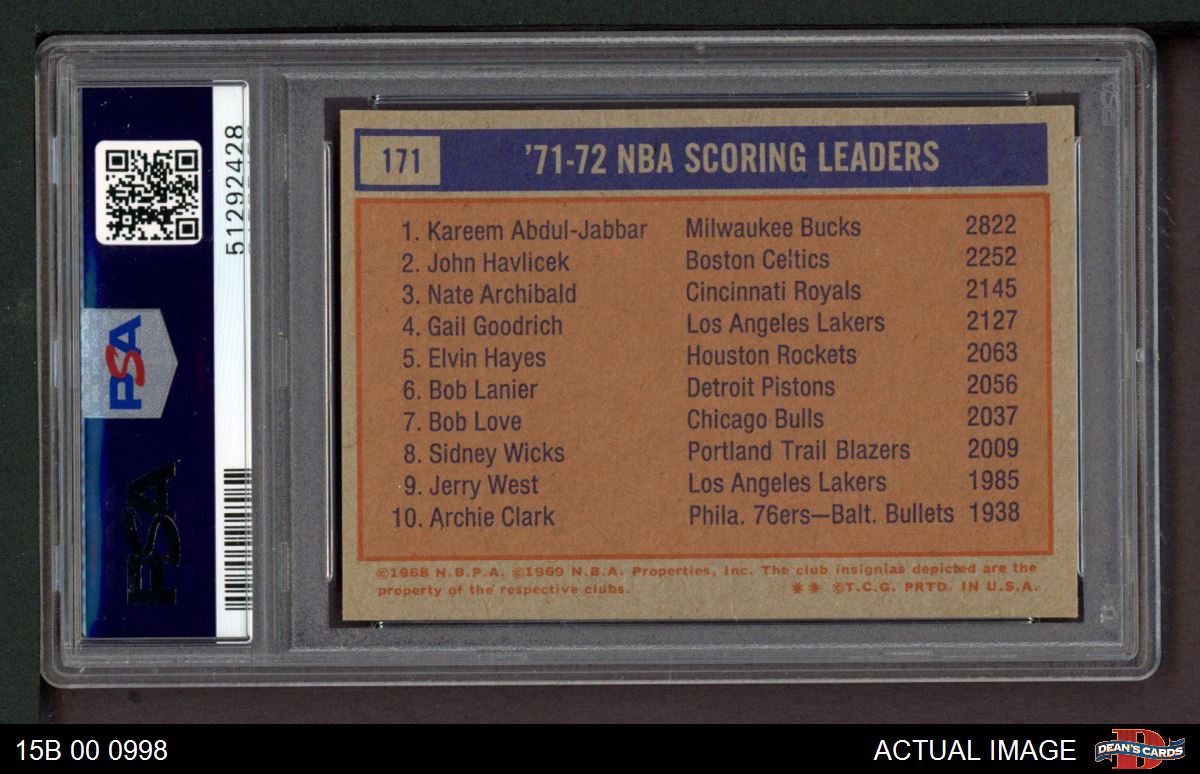 51292428
PSA
PSA
171 '71-72 NBA SCORING LEADERS
1. Kareem Abdul-Jabbar Milwaukee Bucks 2822
2. John Havlicek Boston Celtics 2252
3. Nate Archibald Cincinnati Royals 2145
4. Gail Goodrich Los Angeles Lakers 2127
5. Elvin Hayes Houston Rockets 2063
6. Bob Lanier Detroit Pistons 2056
7. Bob Love Chicago Bulls 2037
8. Sidney Wicks Portland Trail Blazers 2009
9. Jerry West Los Angeles Lakers 1985
10. Archie Clark Phila. 76ers—Balt. Bullets 1938
©1968 N.B.P.A. ©1969 N.B.A. Properties, Inc. The club insignias depicted are the
property of the respective clubs. ** ©T.C.G. PRTD. IN U.S.A.
PSA
15B 00 0998
ACTUAL IMAGE
DEAN'S CARDS